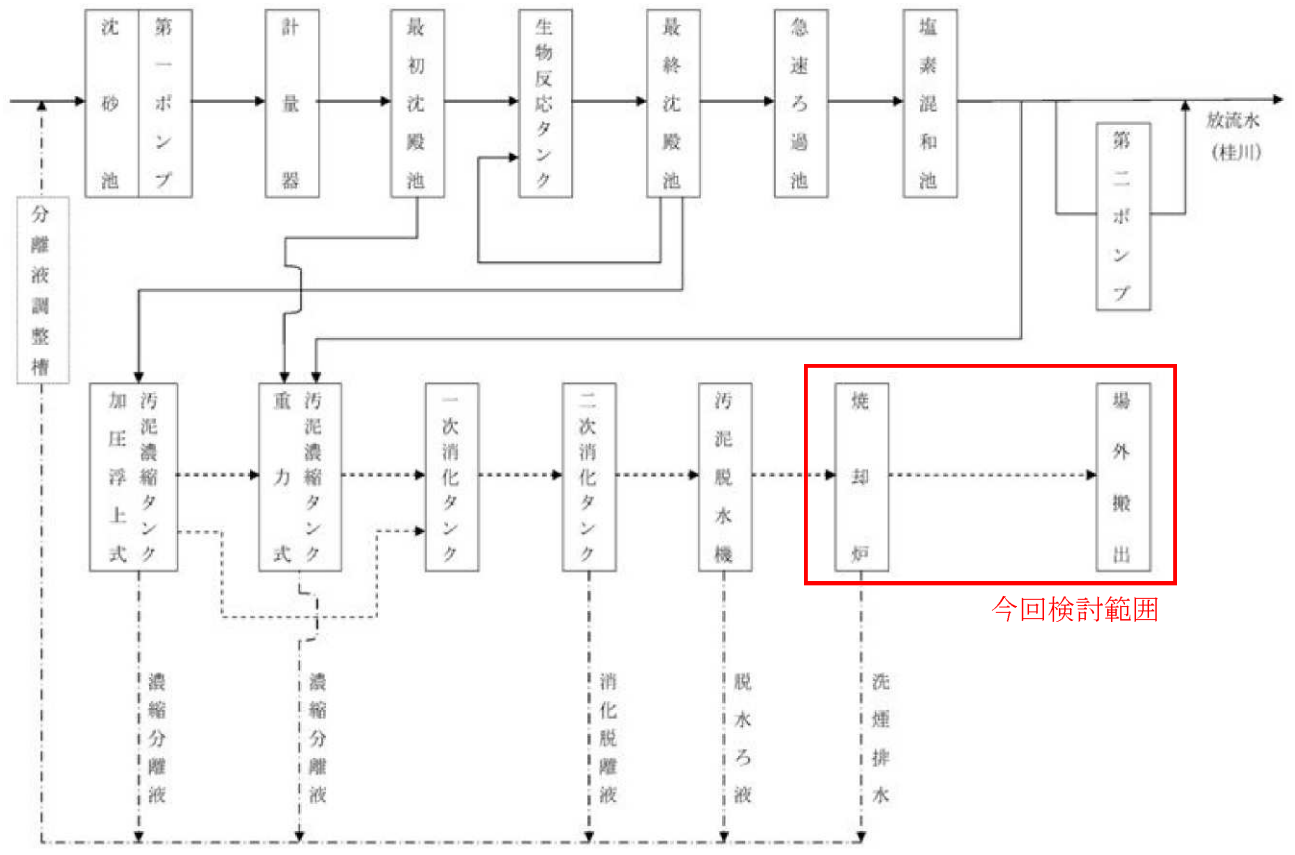 沈砂池
第一ポンプ
計量器
最初沈殿池
生物反応タンク
最終沈殿池
急速ろ過池
塩素混和池
第二ポンプ
放流水
(桂川)
分離液調整槽
加圧浮上式
汚泥濃縮タンク
重力式
汚泥濃縮タンク
一次消化タンク
二次消化タンク
汚泥脱水機
焼却炉
場外搬出
今回検討範囲
濃縮分離液
濃縮分離液
消化脱離液
脱水ろ液
洗煙排水